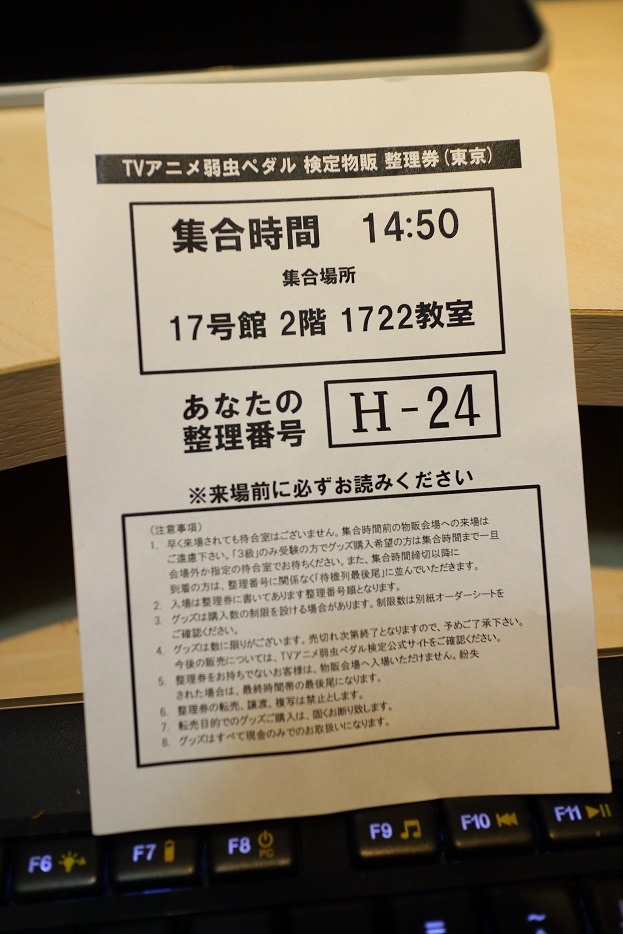 TVアニメ弱虫ペダル 検定物販 整理券(東京)
集合時間 14:50
集合場所
17号館 2階 1722教室
あなたの
整理番号
H-24
※来場前に必ずお読みください
(注意事項)
1. 早く来場されても待合室はございません。集合時間前の物販会場への来場は
ご遠慮下さい。「3級」のみ受験の方でグッズ購入希望の方は集合時間まで一旦
会場外か指定の待合室でお待ちください。また、集合時間締切以降に
到着の方は、整理番号に関係なく「待機列最後尾」に並んでいただきます。
2. 入場は整理券に書いてあります整理番号順となります。
3. グッズは購入数の制限を設ける場合があります。制限数は別紙オーダーシートを
ご確認ください。
4. グッズは数に限りがございます。売切れ次第終了となりますので、予めご了承下さい。
今後の販売については、TVアニメ弱虫ペダル検定公式サイトをご確認ください。
5. 整理券をお持ちでないお客様は、物販会場へ入場いただけません。紛失
された場合は、最終時間帯の最後尾になります。
6. 整理券の転売、譲渡、複写は禁止とします。
7. 転売目的でのグッズご購入は、固くお断り致します。
8. グッズはすべて現金のみでのお取扱いになります。
F6 F7 F8 PC F9 F10 F11